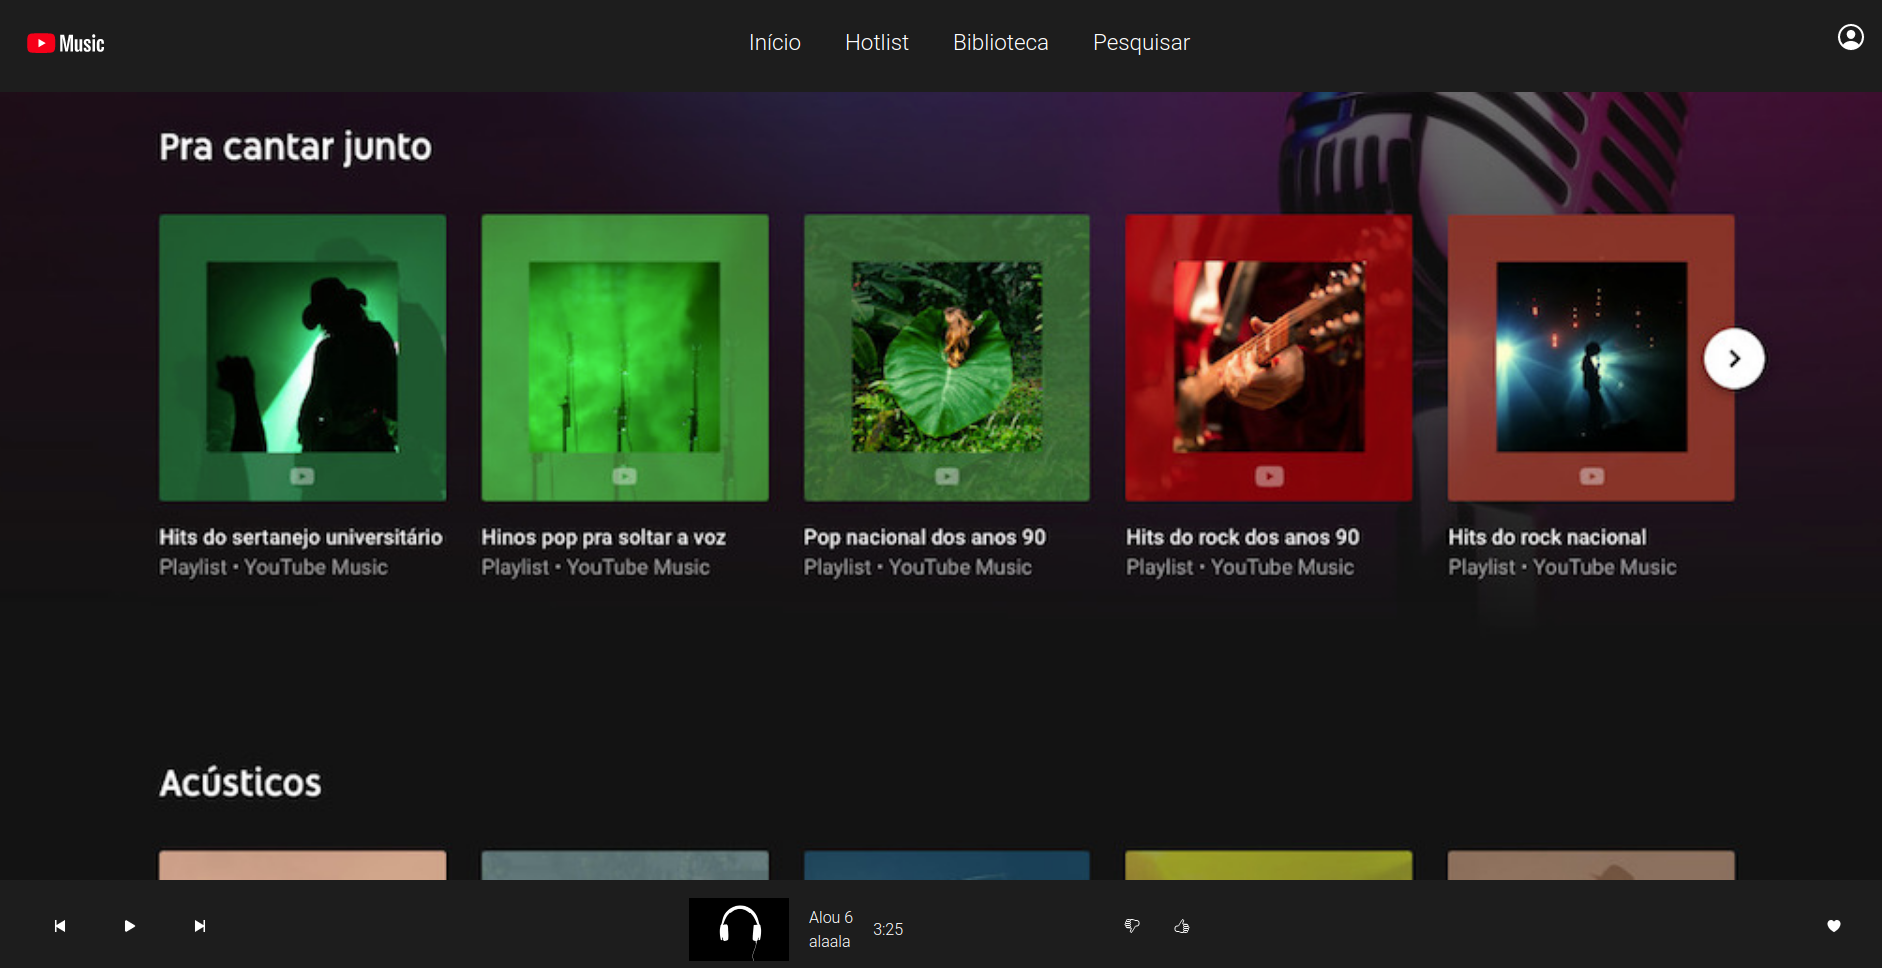 Music
Início Hotlist Biblioteca Pesquisar
Pra cantar junto
Hits do sertanejo universitário
Playlist • YouTube Music
Hinos pop pra soltar a voz
Playlist • YouTube Music
Pop nacional dos anos 90
Playlist • YouTube Music
Hits do rock dos anos 90
Playlist • YouTube Music
Hits do rock nacional
Playlist • YouTube Music
Acústicos
Alou 6
alaala
3:25